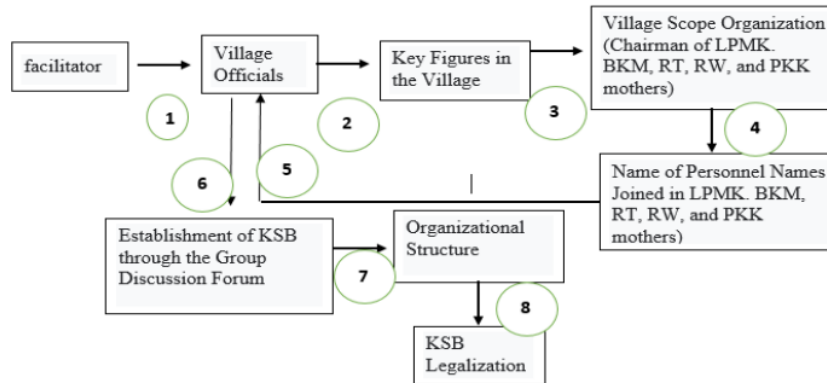 facilitator
Village
Officials
Key Figures in
the Village
Village Scope Organization
(Chairman of LPMK.
BKM, RT, RW, and PKK
mothers)
1
2
3
4
Name of Personnel Names
Joined in LPMK. BKM,
RT, RW, and PKK
mothers)
5
6
Establishment of KSB
through the Group
Discussion Forum
7
Organizational
Structure
8
KSB
Legalization